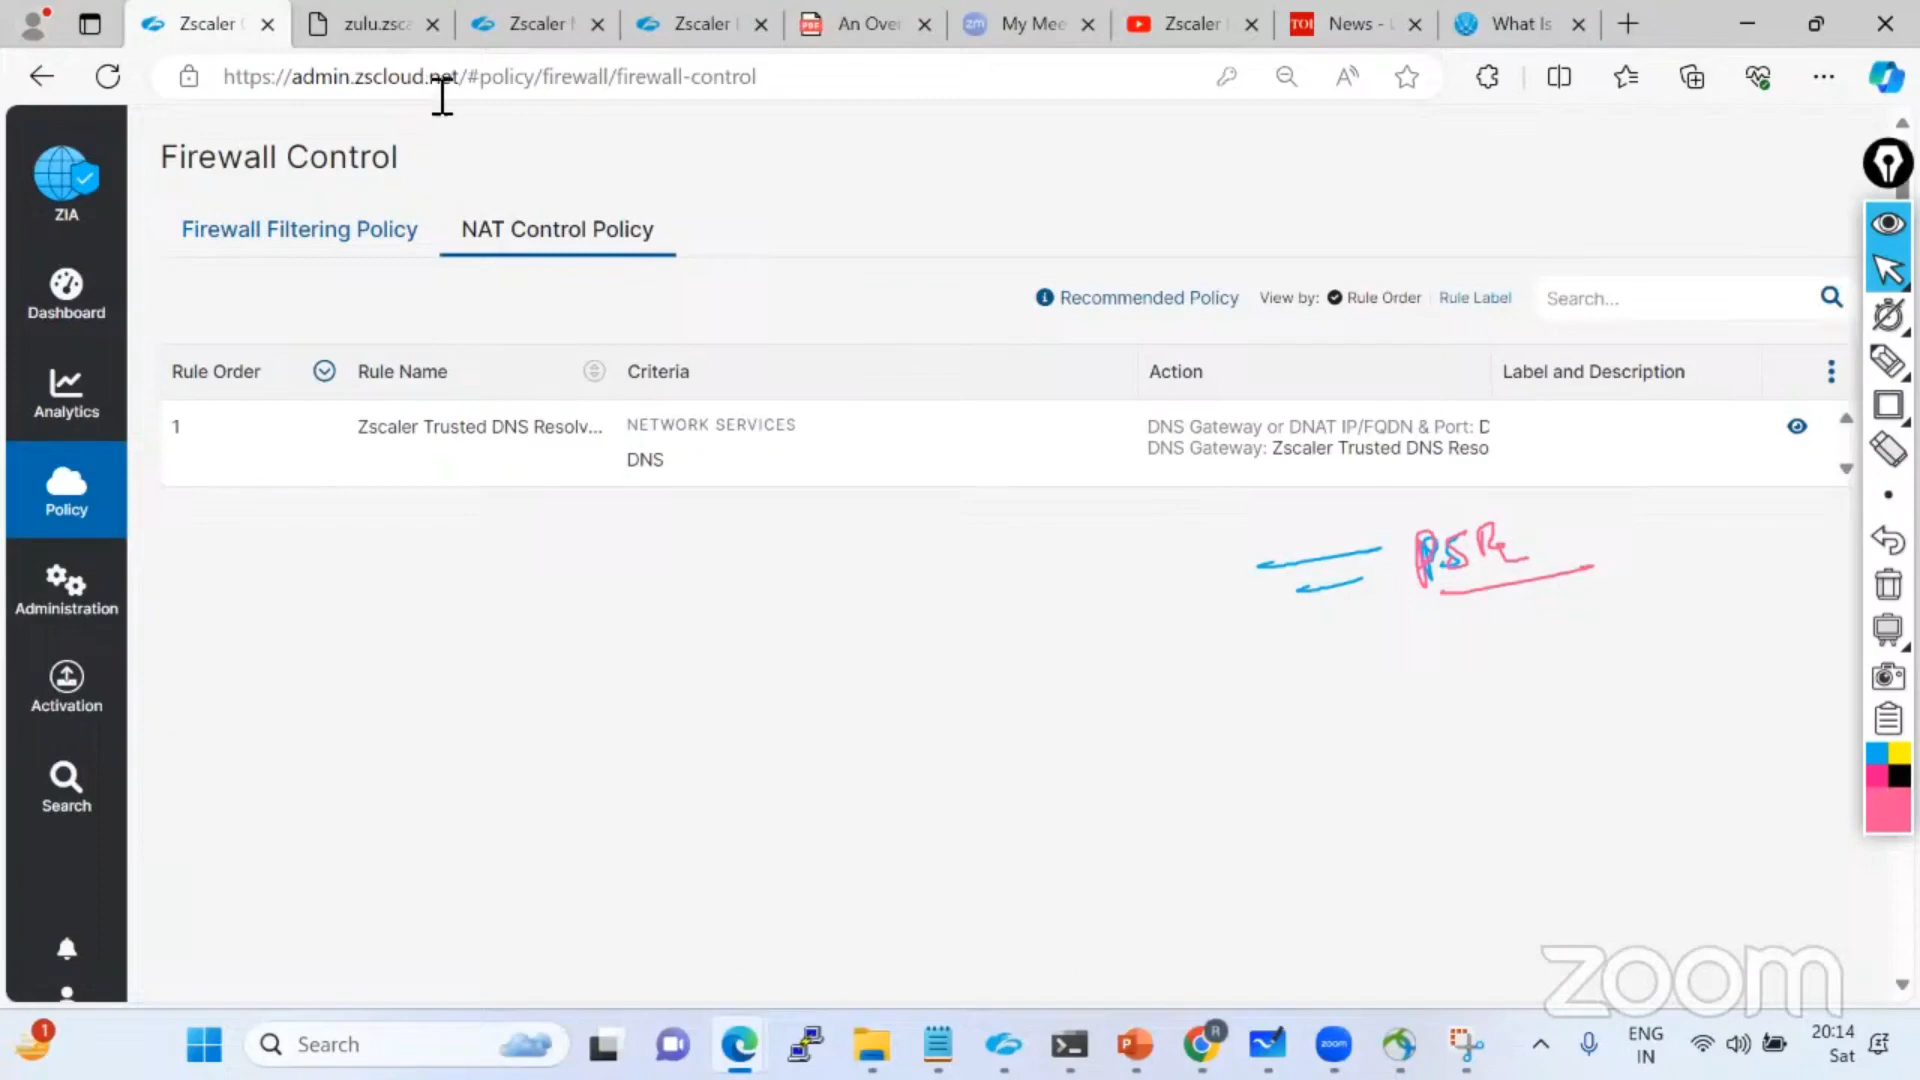 Zscaler
zulu.zsca
Zscaler
Zscaler
An Over
My Mee
Zscaler
News -
What Is
https://admin.zscloud.net/#policy/firewall/firewall-control
Firewall Control
ZIA
Firewall Filtering Policy
NAT Control Policy
Dashboard
Recommended Policy View by: Rule Order Rule Label Search...
Rule Order Rule Name Criteria Action Label and Description
Analytics
1 Zscaler Trusted DNS Resolv... NETWORK SERVICES DNS Gateway or DNAT IP/FQDN & Port: D
DNS DNS Gateway: Zscaler Trusted DNS Reso
Policy
Administration
Activation
Search
zoom
1 Search ENG 20:14
IN Sat